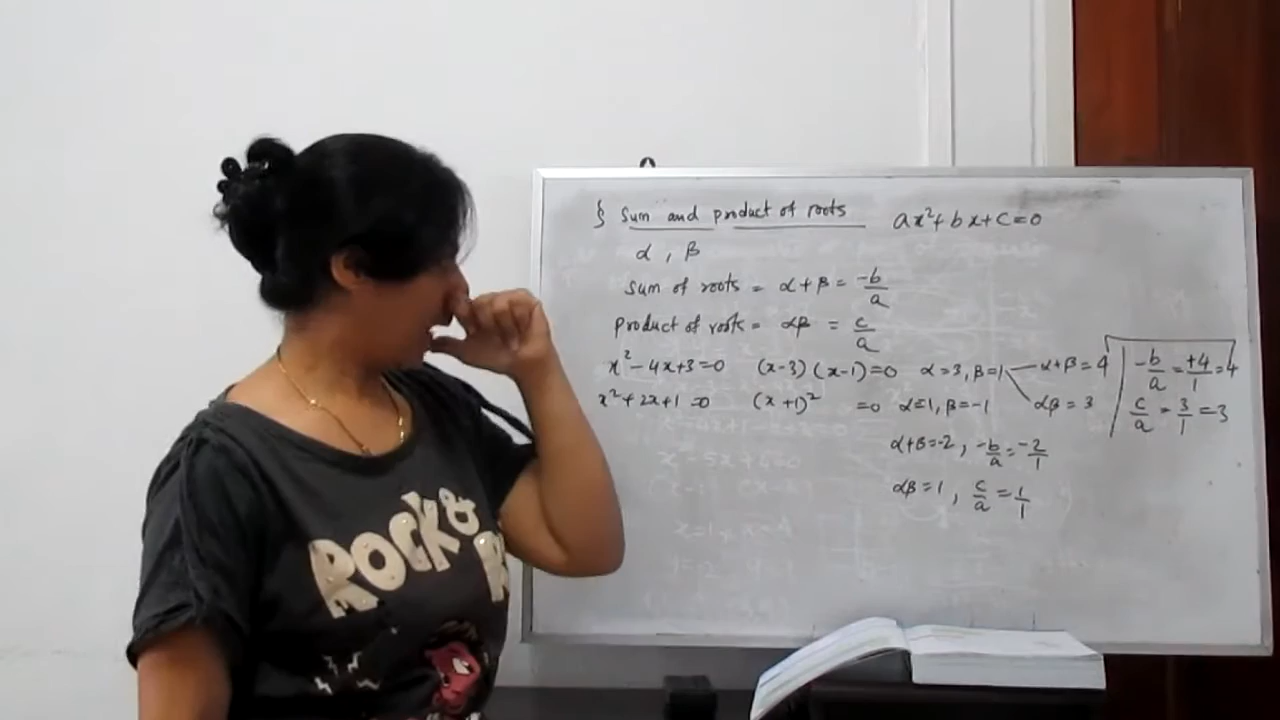 § Sum and product of roots ax²+bx+c=0
α , β
Sum of roots = α+β = -b/a
product of roots = αβ = c/a
x²-4x+3=0 (x-3)(x-1)=0 α=3, β=1 α+β=4 -b/a = +4/1 = 4
αβ=3 c/a = 3/1 = 3
x²+2x+1=0 (x+1)² =0 α=1, β=-1
α+β=-2, -b/a = -2/1
αβ=1, c/a = 1/1
ROCK &